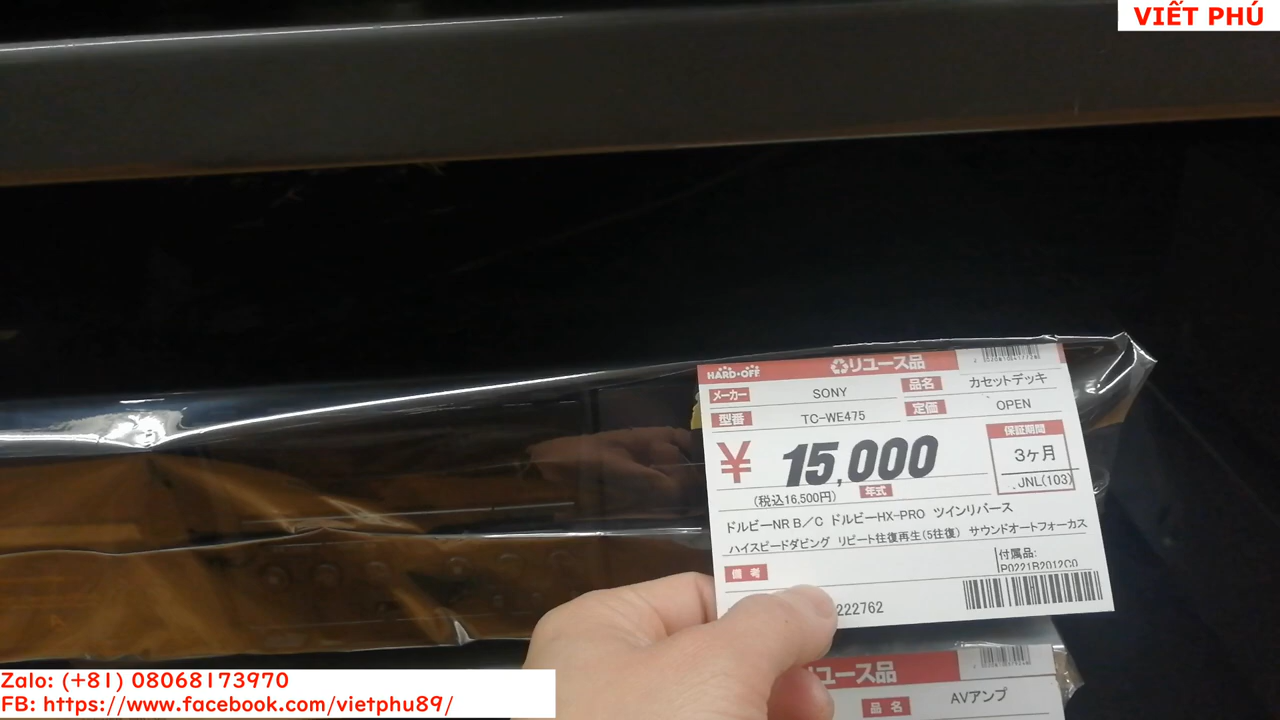 VIẾT PHÚ
HARD・OFF リユース品
メーカー SONY 品名 カセットデッキ
型番 TC-WE475 定価 OPEN
¥ 15,000 保証期間 3ヶ月
(税込16,500円) 年式 JNL(103)
ドルビーNR B／C ドルビーHX-PRO ツインリバース
ハイスピードダビング リピート往復再生(5往復) サウンドオートフォーカス
備考 付属品:
P0221B2012C0
222762
リユース品
品名 AVアンプ
Zalo: (+81) 08068173970
FB: https://www.facebook.com/vietphu89/